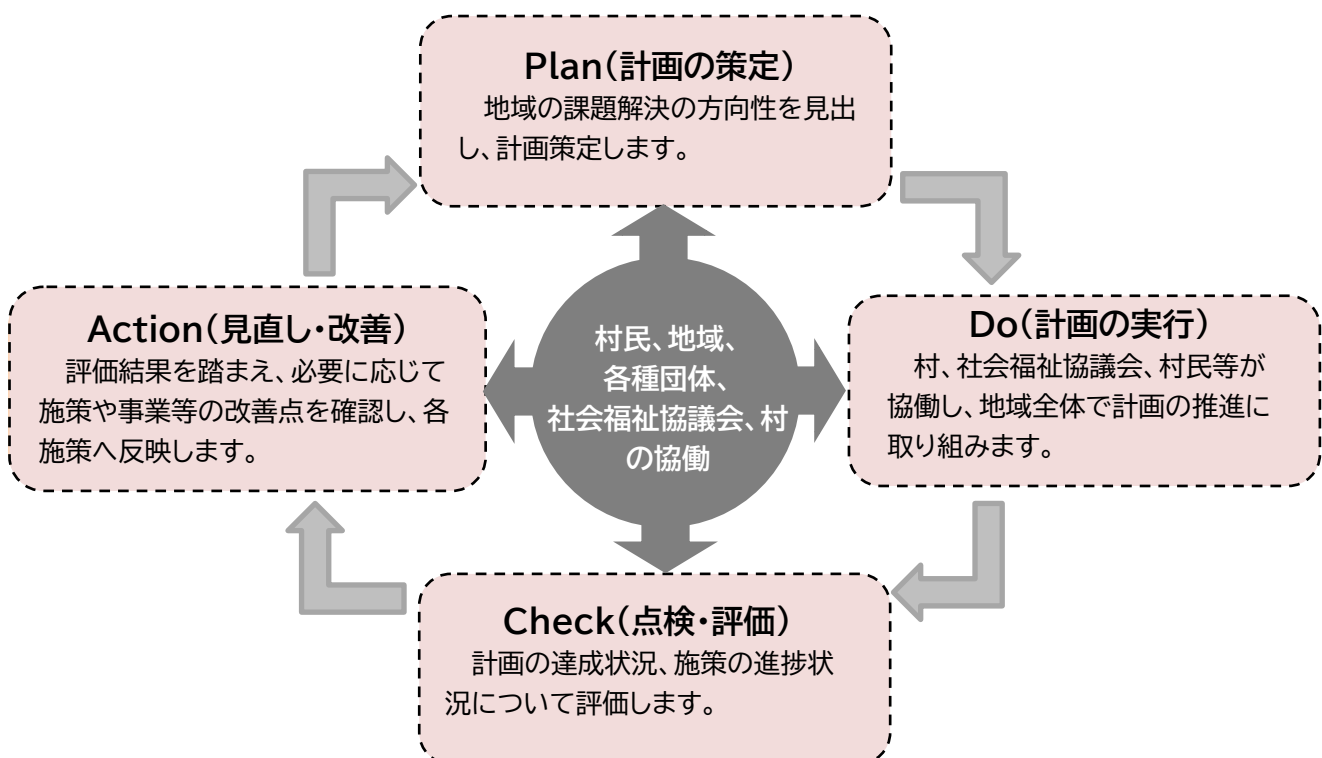 Plan(計画の策定)
地域の課題解決の方向性を見出
し、計画策定します。
Action(見直し・改善)
評価結果を踏まえ、必要に応じて
施策や事業等の改善点を確認し、各
施策へ反映します。
村民、地域、
各種団体、
社会福祉協議会、村
の協働
Do(計画の実行)
村、社会福祉協議会、村民等が
協働し、地域全体で計画の推進に
取り組みます。
Check(点検・評価)
計画の達成状況、施策の進捗状
況について評価します。